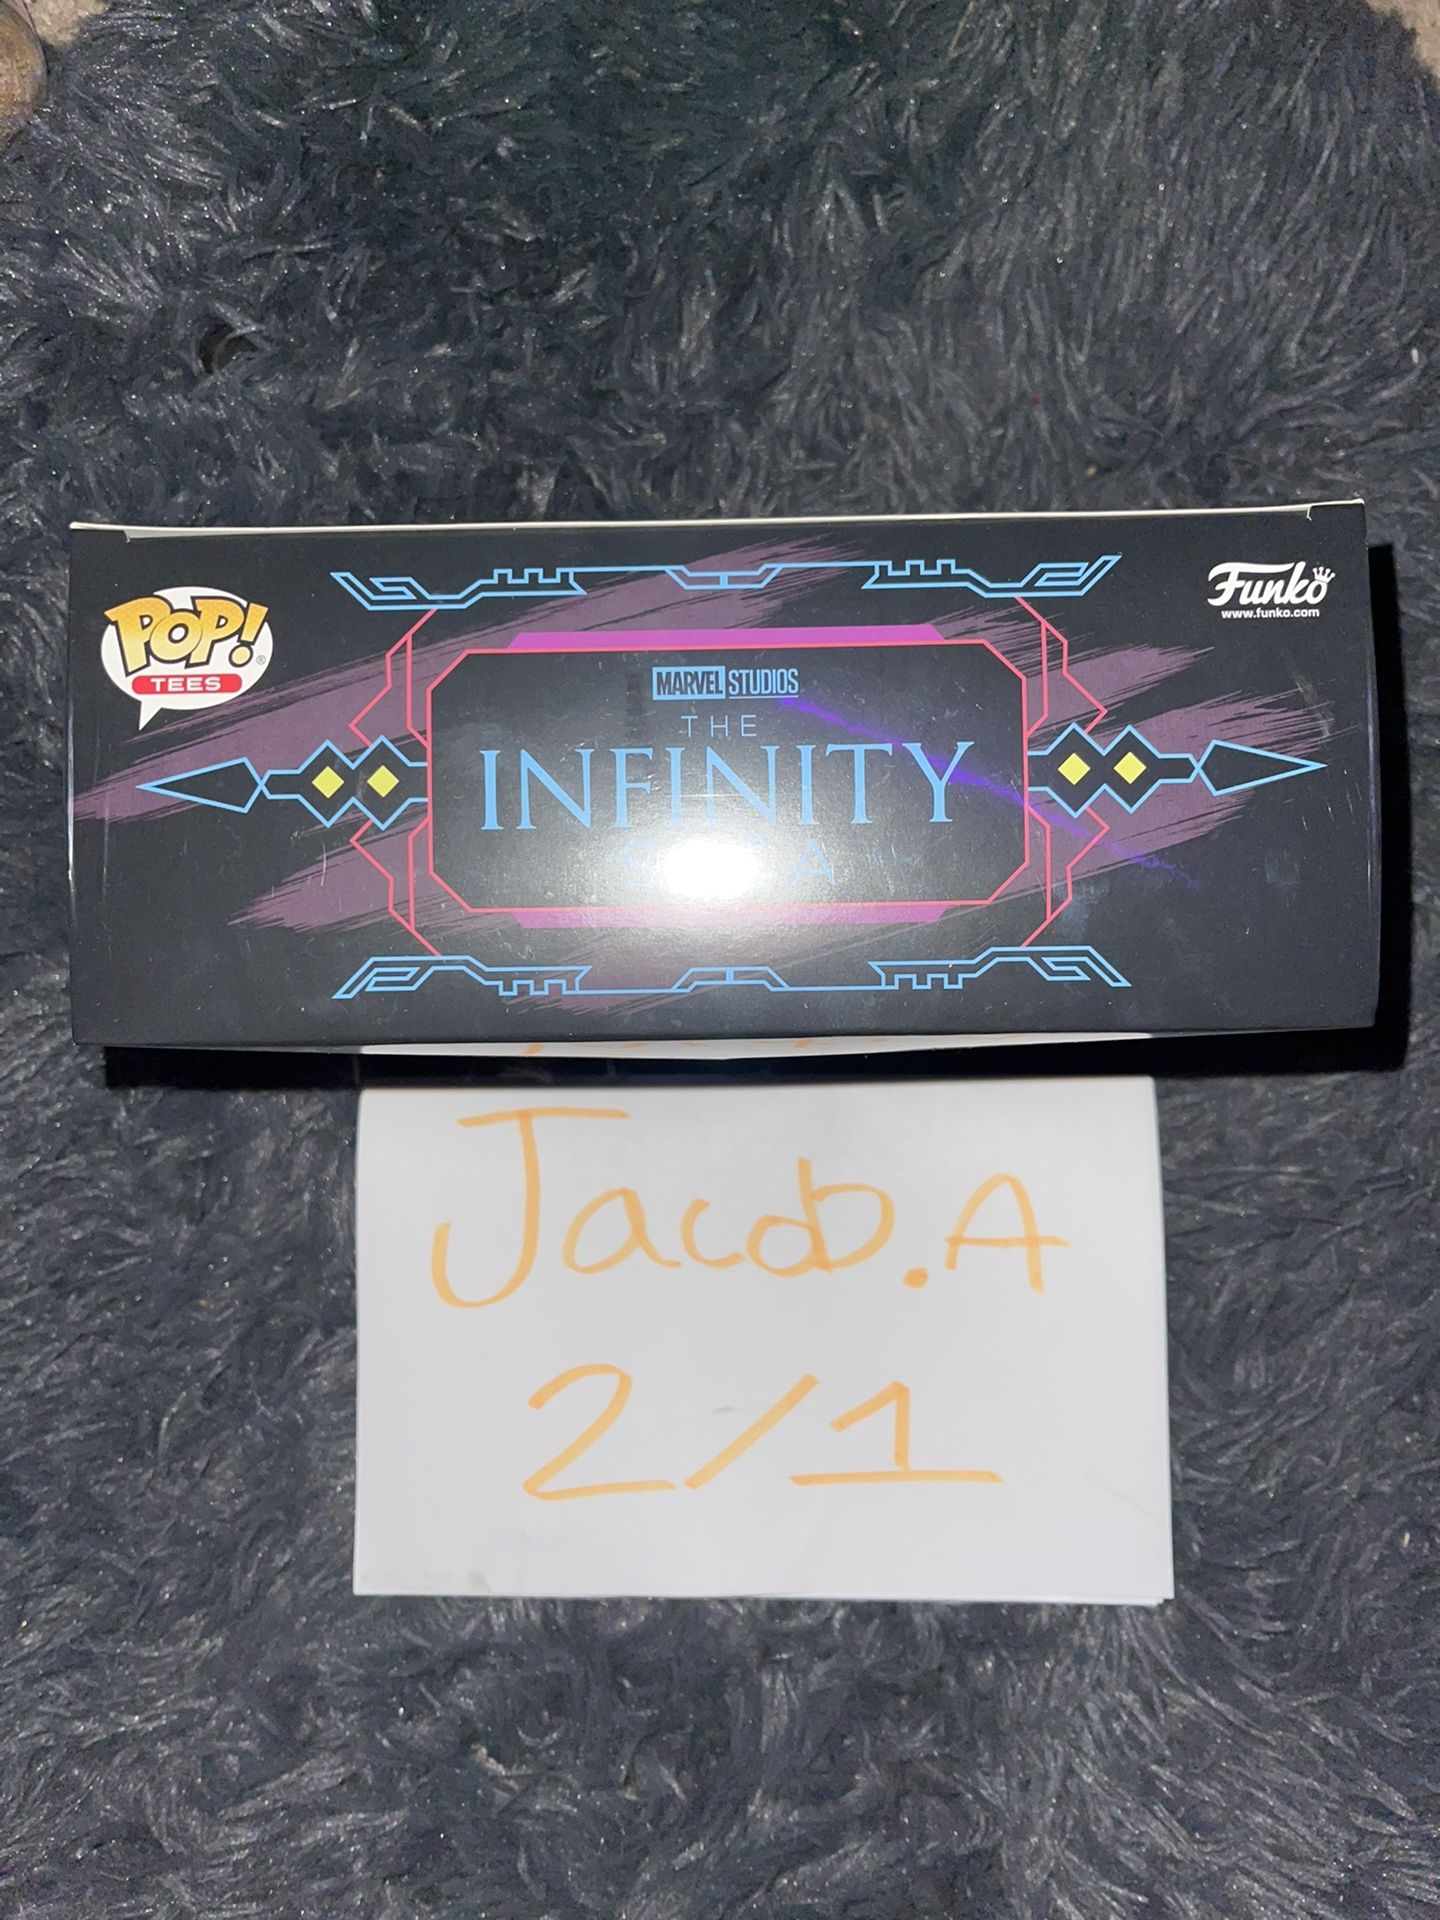 POP!
TEES
Funko
www.funko.com
MARVEL STUDIOS
THE
INFINITY
Jacob.A
2/1